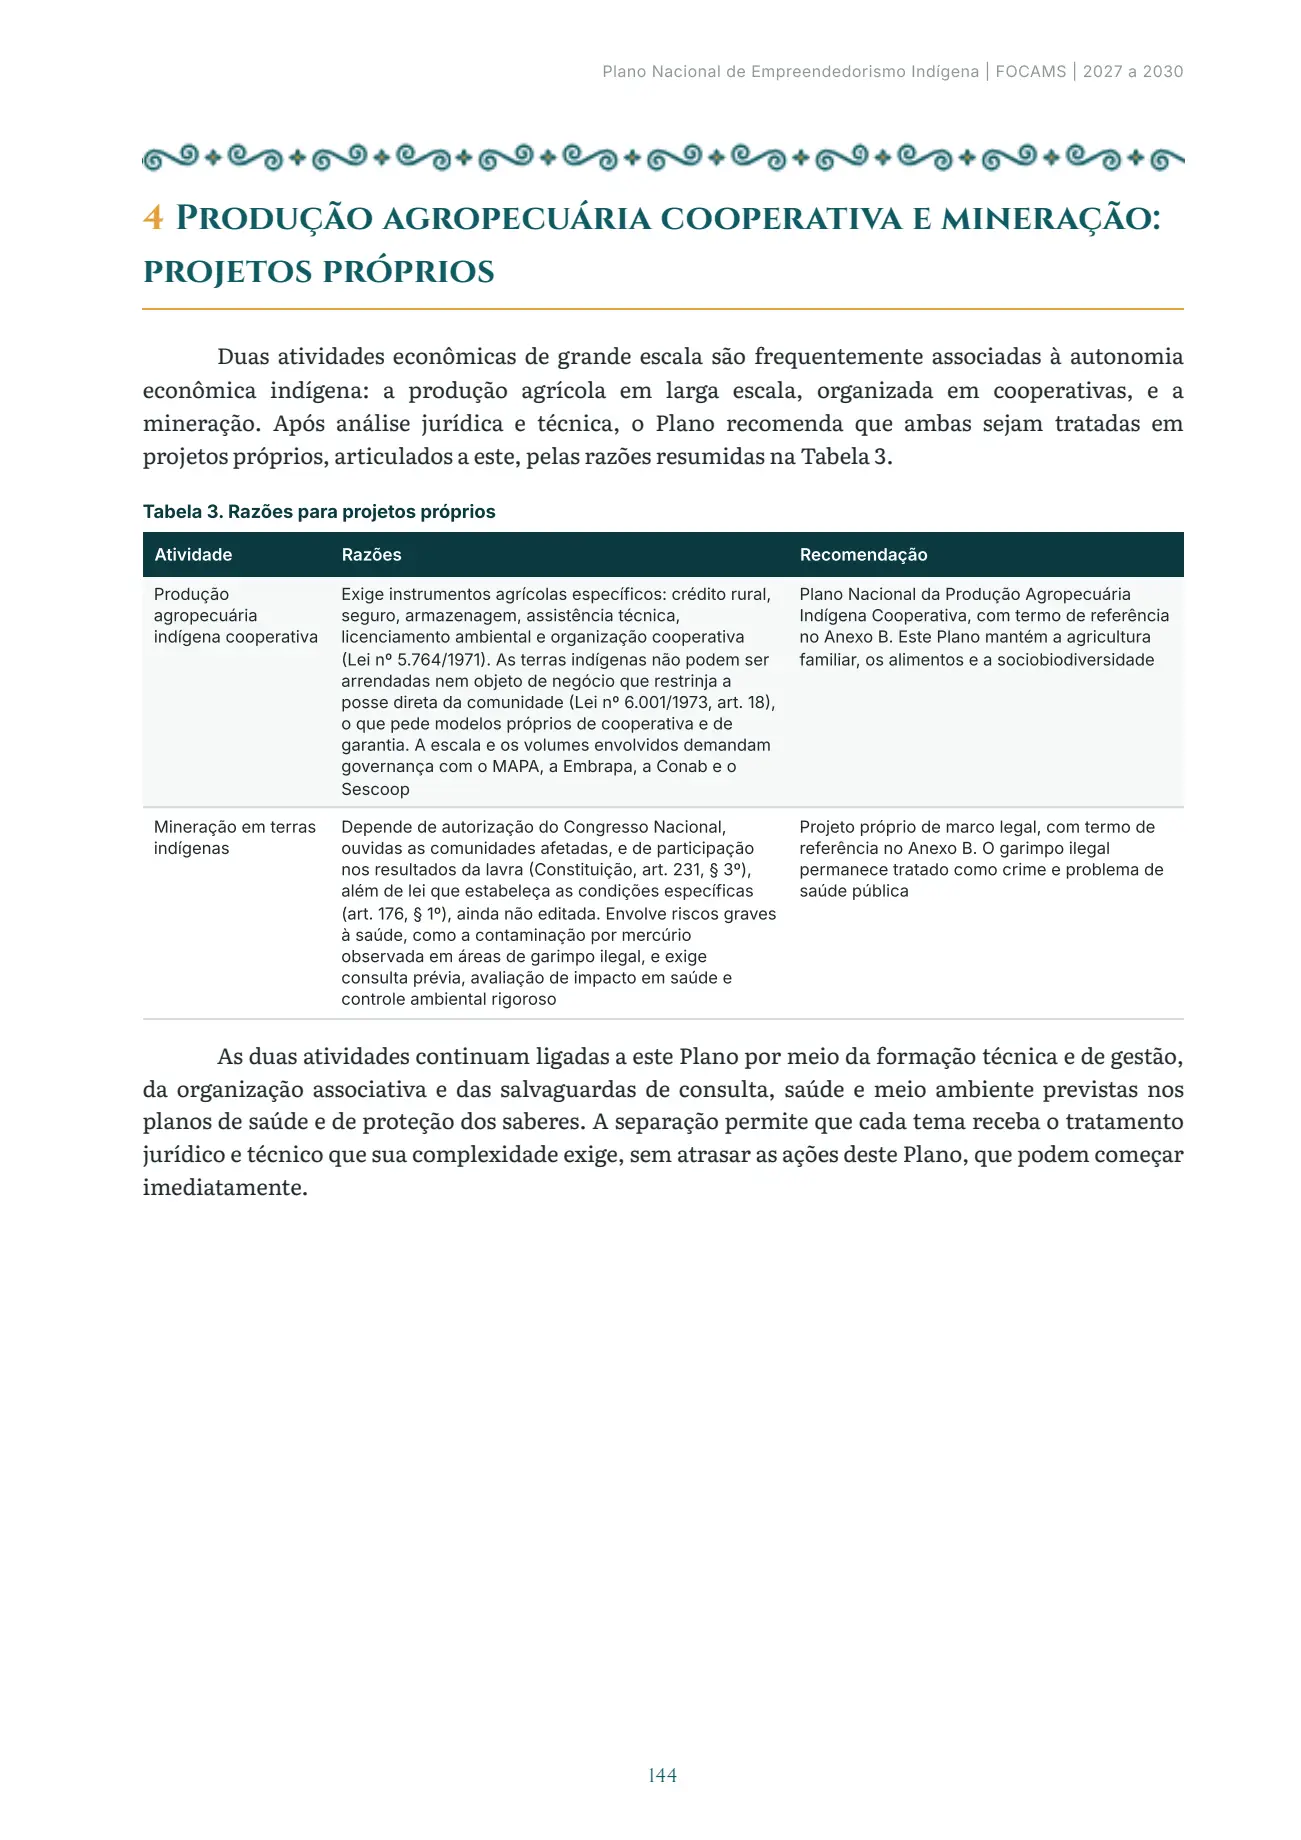 Plano Nacional de Empreendedorismo Indígena | FOCAMS | 2027 a 2030
4 Produção agropecuária cooperativa e mineração:
projetos próprios
Duas atividades econômicas de grande escala são frequentemente associadas à autonomia
econômica indígena: a produção agrícola em larga escala, organizada em cooperativas, e a
mineração. Após análise jurídica e técnica, o Plano recomenda que ambas sejam tratadas em
projetos próprios, articulados a este, pelas razões resumidas na Tabela 3.
Tabela 3. Razões para projetos próprios
Atividade Razões Recomendação
Produção
agropecuária
indígena cooperativa
Exige instrumentos agrícolas específicos: crédito rural,
seguro, armazenagem, assistência técnica,
licenciamento ambiental e organização cooperativa
(Lei nº 5.764/1971). As terras indígenas não podem ser
arrendadas nem objeto de negócio que restrinja a
posse direta da comunidade (Lei nº 6.001/1973, art. 18),
o que pede modelos próprios de cooperativa e de
garantia. A escala e os volumes envolvidos demandam
governança com o MAPA, a Embrapa, a Conab e o
Sescoop
Plano Nacional da Produção Agropecuária
Indígena Cooperativa, com termo de referência
no Anexo B. Este Plano mantém a agricultura
familiar, os alimentos e a sociobiodiversidade
Mineração em terras
indígenas
Depende de autorização do Congresso Nacional,
ouvidas as comunidades afetadas, e de participação
nos resultados da lavra (Constituição, art. 231, § 3º),
além de lei que estabeleça as condições específicas
(art. 176, § 1º), ainda não editada. Envolve riscos graves
à saúde, como a contaminação por mercúrio
observada em áreas de garimpo ilegal, e exige
consulta prévia, avaliação de impacto em saúde e
controle ambiental rigoroso
Projeto próprio de marco legal, com termo de
referência no Anexo B. O garimpo ilegal
permanece tratado como crime e problema de
saúde pública
As duas atividades continuam ligadas a este Plano por meio da formação técnica e de gestão,
da organização associativa e das salvaguardas de consulta, saúde e meio ambiente previstas nos
planos de saúde e de proteção dos saberes. A separação permite que cada tema receba o tratamento
jurídico e técnico que sua complexidade exige, sem atrasar as ações deste Plano, que podem começar
imediatamente.
144